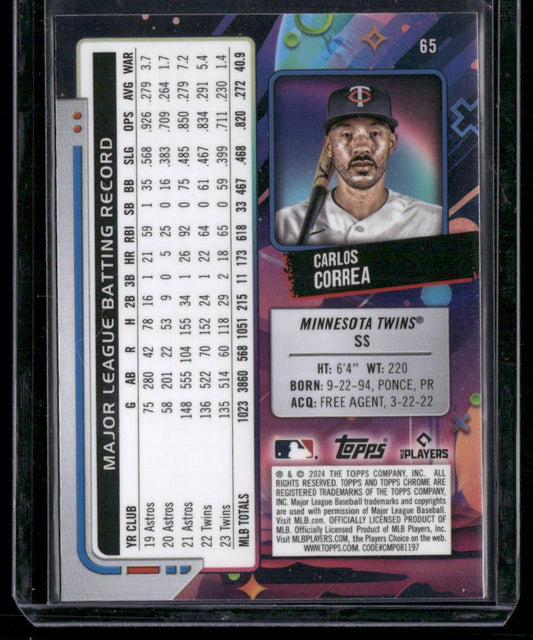 65
TC
CARLOS
CORREA
MINNESOTA TWINS®
SS
HT: 6'4" WT: 220
BORN: 9-22-94, PONCE, PR
ACQ: FREE AGENT, 3-22-22
topps
MLB PLAYERS
® & © 2024 THE TOPPS COMPANY, INC. ALL
RIGHTS RESERVED. TOPPS AND TOPPS CHROME ARE
REGISTERED TRADEMARKS OF THE TOPPS COMPANY,
INC. Major League Baseball trademarks and copyrights
are used with permission of Major League Baseball.
Visit MLB.com. OFFICIALLY LICENSED PRODUCT OF
MLB. Officially Licensed Product of MLB Players, Inc.
Visit MLBPLAYERS.COM, the Players Choice on the web.
WWW.TOPPS.COM. CODE#CMP081197
MAJOR LEAGUE BATTING RECORD
YR CLUB G AB R H 2B 3B HR RBI SB BB SLG OPS AVG WAR
19 Astros 75 280 42 78 16 1 21 59 1 35 .568 .926 .279 3.7
20 Astros 58 201 22 53 9 0 5 25 0 16 .383 .709 .264 1.7
21 Astros 148 555 104 155 34 1 26 92 0 75 .485 .850 .279 7.2
22 Twins 136 522 70 152 24 1 22 64 0 61 .467 .834 .291 5.4
23 Twins 135 514 60 118 29 2 18 65 0 59 .399 .711 .230 1.4
MLB TOTALS 1023 3860 568 1051 215 11 173 618 33 467 .468 .820 .272 40.9